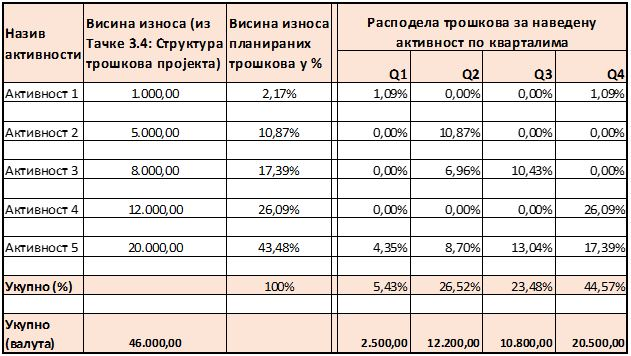 Назив активности
Висина износа (из Тачке 3.4: Структура трошкова пројекта)
Висина износа планираних трошкова у %
Расподела трошкова за наведену активност по кварталима
Q1 Q2 Q3 Q4
Активност 1 1.000,00 2,17% 1,09% 0,00% 0,00% 1,09%
Активност 2 5.000,00 10,87% 0,00% 10,87% 0,00% 0,00%
Активност 3 8.000,00 17,39% 0,00% 6,96% 10,43% 0,00%
Активност 4 12.000,00 26,09% 0,00% 0,00% 0,00% 26,09%
Активност 5 20.000,00 43,48% 4,35% 8,70% 13,04% 17,39%
Укупно (%) 100% 5,43% 26,52% 23,48% 44,57%
Укупно
(валута) 46.000,00 2.500,00 12.200,00 10.800,00 20.500,00